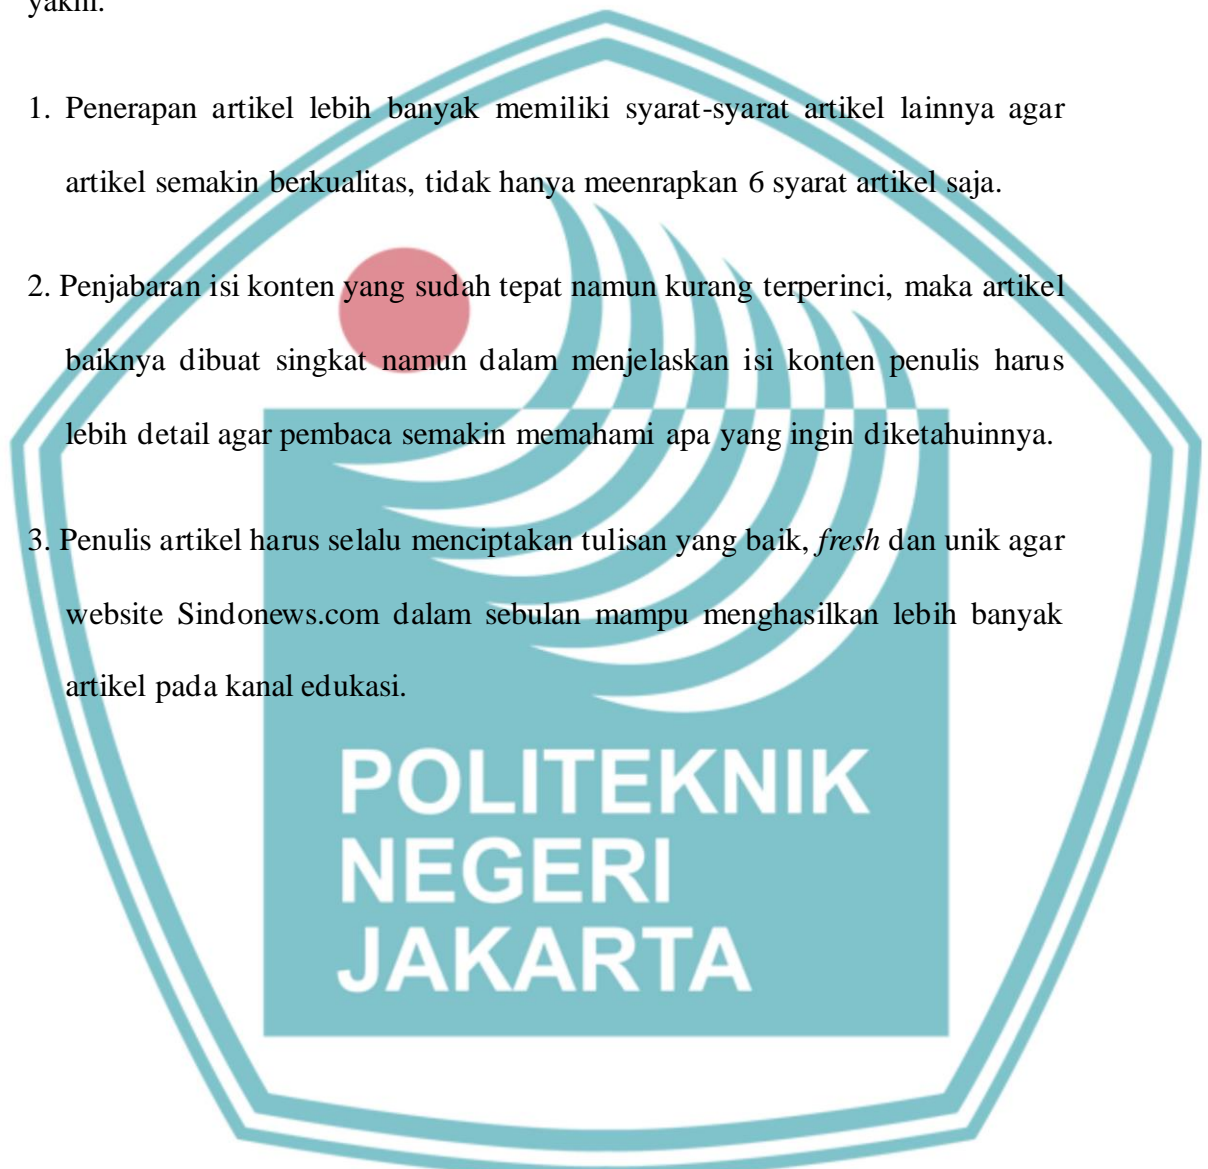 1. Penerapan artikel lebih banyak memiliki syarat-syarat artikel lainnya agar
artikel semakin berkualitas, tidak hanya meenrapkan 6 syarat artikel saja.
2. Penjabaran isi konten yang sudah tepat namun kurang terperinci, maka artikel
baiknya dibuat singkat namun dalam menjelaskan isi konten penulis harus
lebih detail agar pembaca semakin memahami apa yang ingin diketahuinnya.
3. Penulis artikel harus selalu menciptakan tulisan yang baik, fresh dan unik agar
website Sindonews.com dalam sebulan mampu menghasilkan lebih banyak
artikel pada kanal edukasi.
POLITEKNIK
NEGERI
JAKARTA